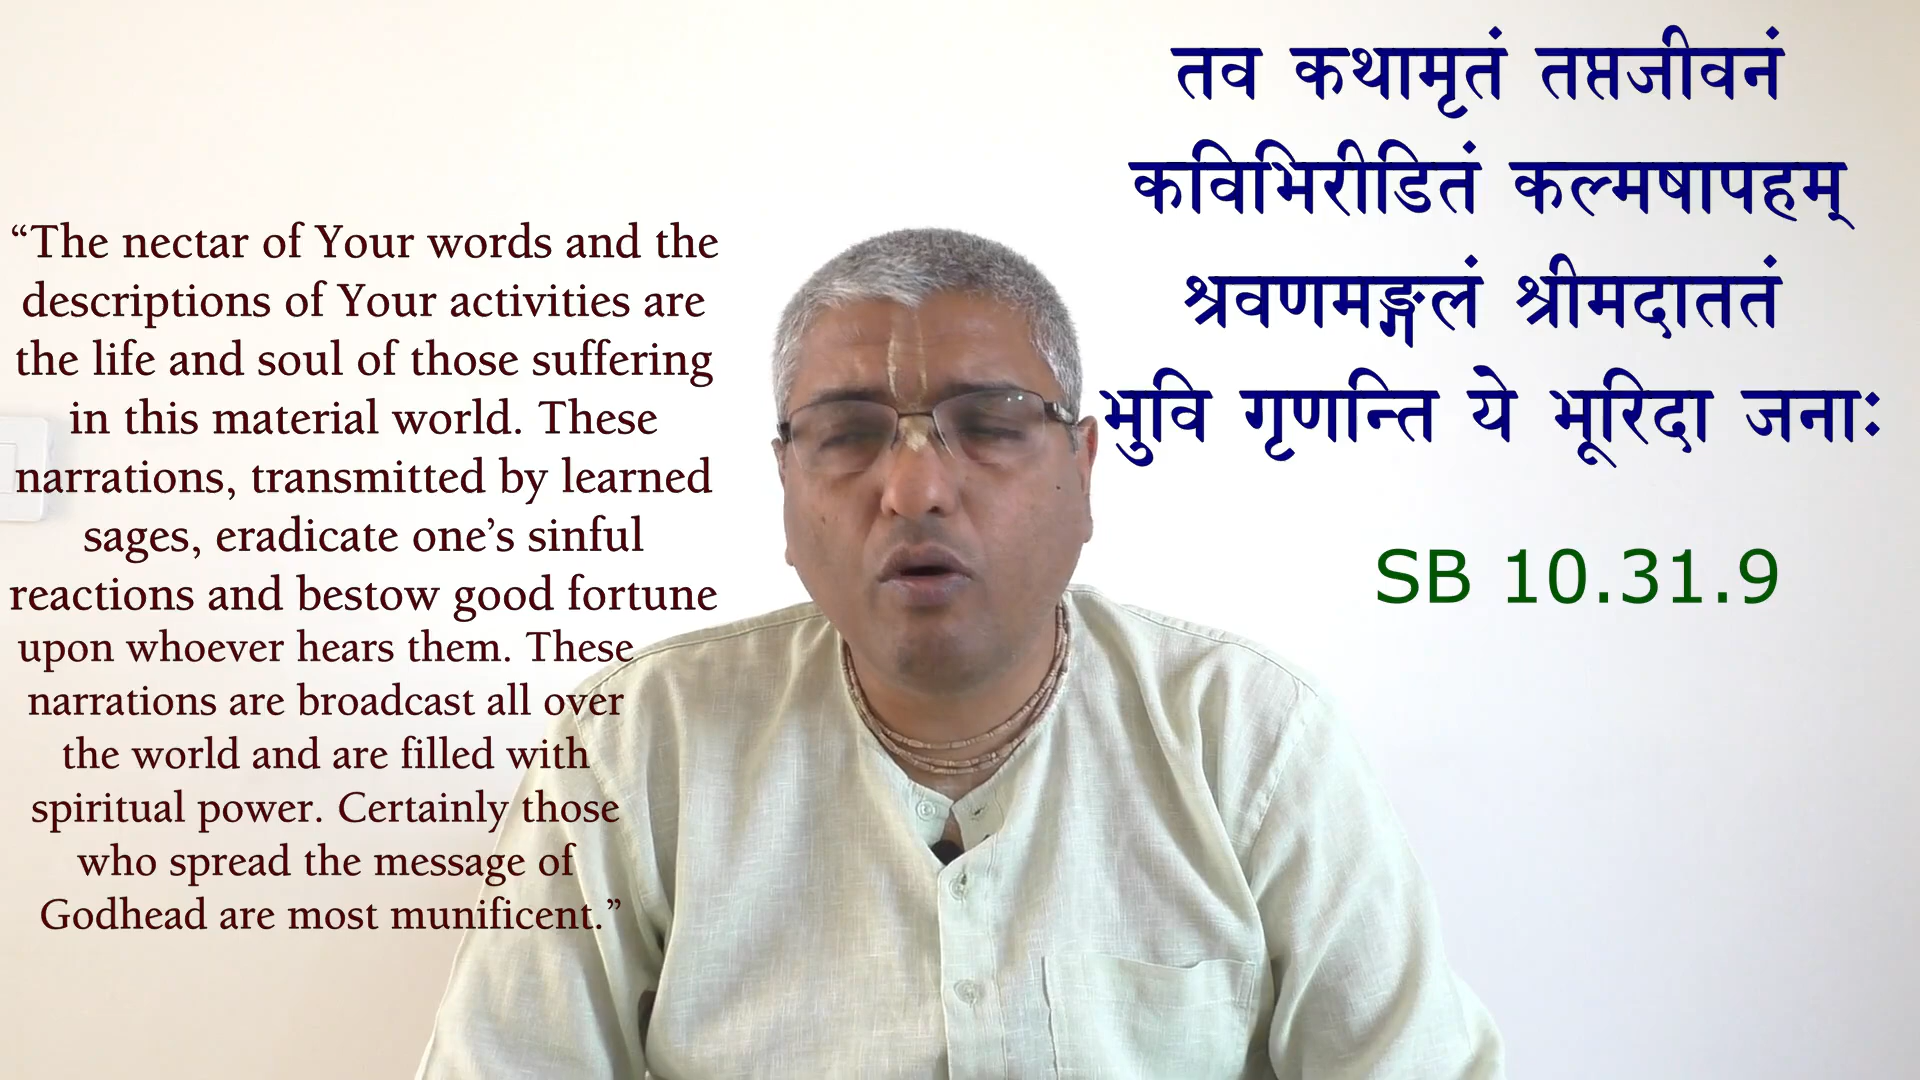 “The nectar of Your words and the
descriptions of Your activities are
the life and soul of those suffering
in this material world. These
narrations, transmitted by learned
sages, eradicate one’s sinful
reactions and bestow good fortune
upon whoever hears them. These
narrations are broadcast all over
the world and are filled with
spiritual power. Certainly those
who spread the message of
Godhead are most munificent.”
तव कथामृतं तप्तजीवनं
कविभिरीडितं कल्मषापहम्
श्रवणमङ्गलं श्रीमदाततं
भुवि गृणन्ति ये भूरिदा जनाः
SB 10.31.9